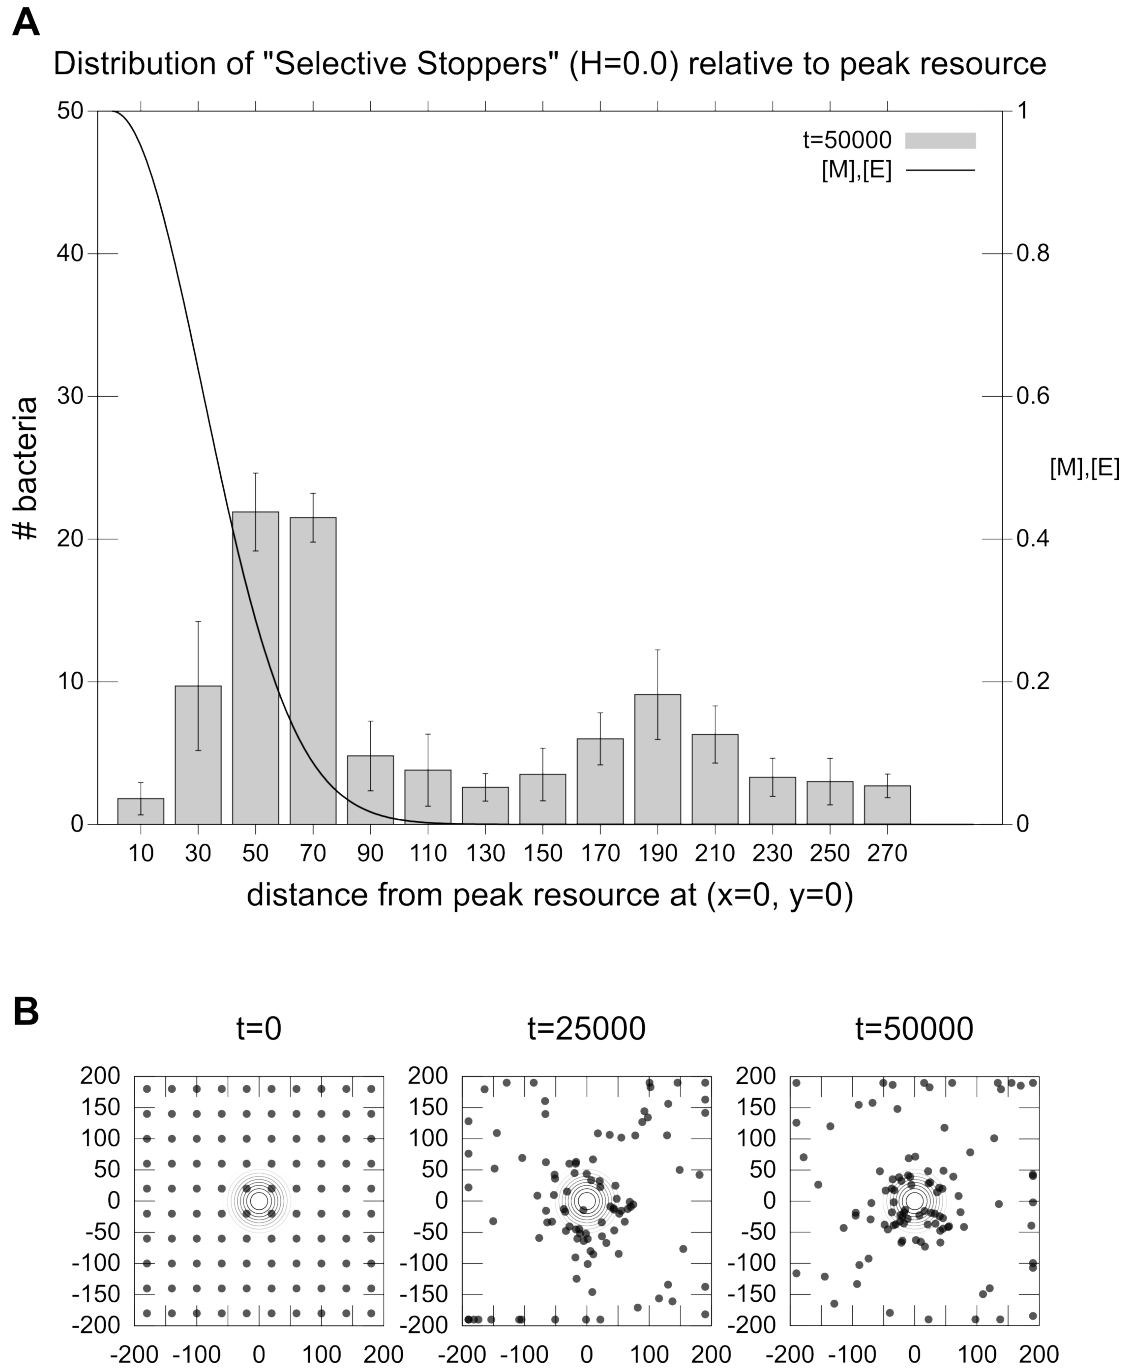 A
Distribution of "Selective Stoppers" (H=0.0) relative to peak resource
50
40
30
20
10
0
# bacteria
1
0.8
0.6
0.4
0.2
0
[M],[E]
t=50000
[M],[E]
10 30 50 70 90 110 130 150 170 190 210 230 250 270
distance from peak resource at (x=0, y=0)
B
t=0
200
150
100
50
0
-50
-100
-150
-200
-200 -100 0 100 200
t=25000
200
150
100
50
0
-50
-100
-150
-200
-200 -100 0 100 200
t=50000
200
150
100
50
0
-50
-100
-150
-200
-200 -100 0 100 200